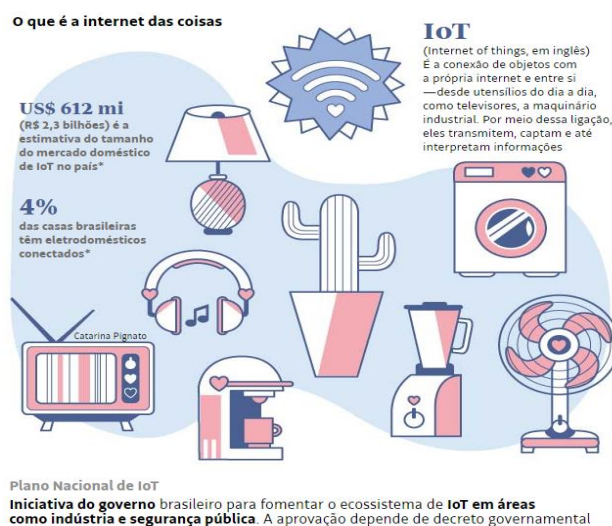 O que é a internet das coisas
IoT
(Internet of things, em inglês)
É a conexão de objetos com
a própria internet e entre si
—desde utensílios do dia a dia,
como televisores, a maquinário
industrial. Por meio dessa ligação,
eles transmitem, captam e até
interpretam informações
US$ 612 mi
(R$ 2,3 bilhões) é a
estimativa do tamanho
do mercado doméstico
de IoT no país*
4%
das casas brasileiras
têm eletrodomésticos
conectados*
Catarina Pignato
Plano Nacional de IoT
Iniciativa do governo brasileiro para fomentar o ecossistema de IoT em áreas
como indústria e segurança pública. A aprovação depende de decreto governamental